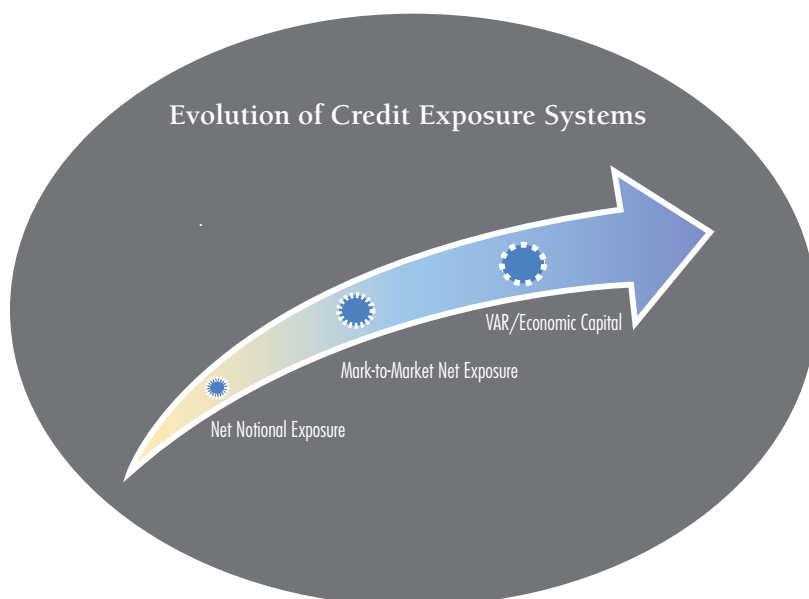 Evolution of Credit Exposure Systems
VAR/Economic Capital
Mark-to-Market Net Exposure
Net Notional Exposure